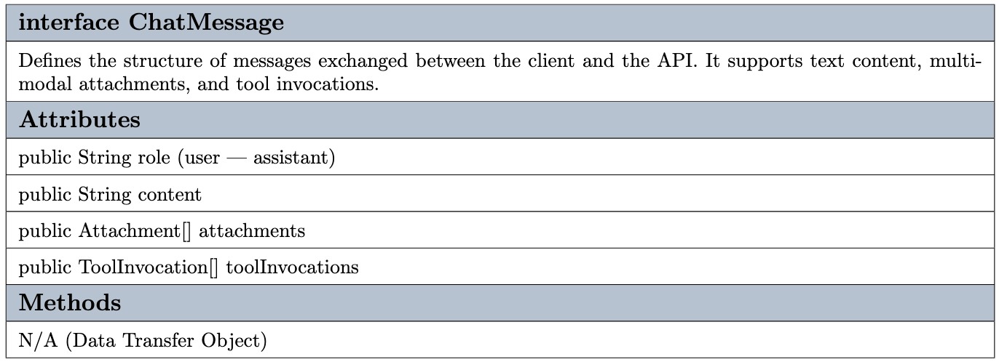 interface ChatMessage
Defines the structure of messages exchanged between the client and the API. It supports text content, multi-
modal attachments, and tool invocations.
Attributes
public String role (user — assistant)
public String content
public Attachment[] attachments
public ToolInvocation[] toolInvocations
Methods
N/A (Data Transfer Object)